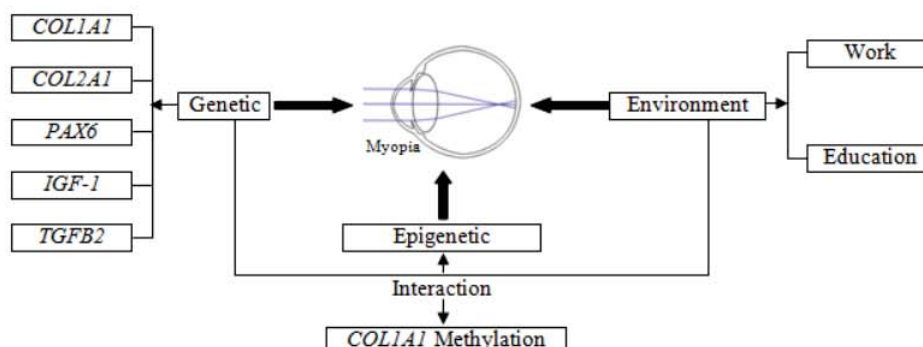 COL1A1
COL2A1
PAX6
IGF-1
TGFB2
Genetic
Myopia
Environment
Work
Education
Epigenetic
Interaction
COL1A1 Methylation